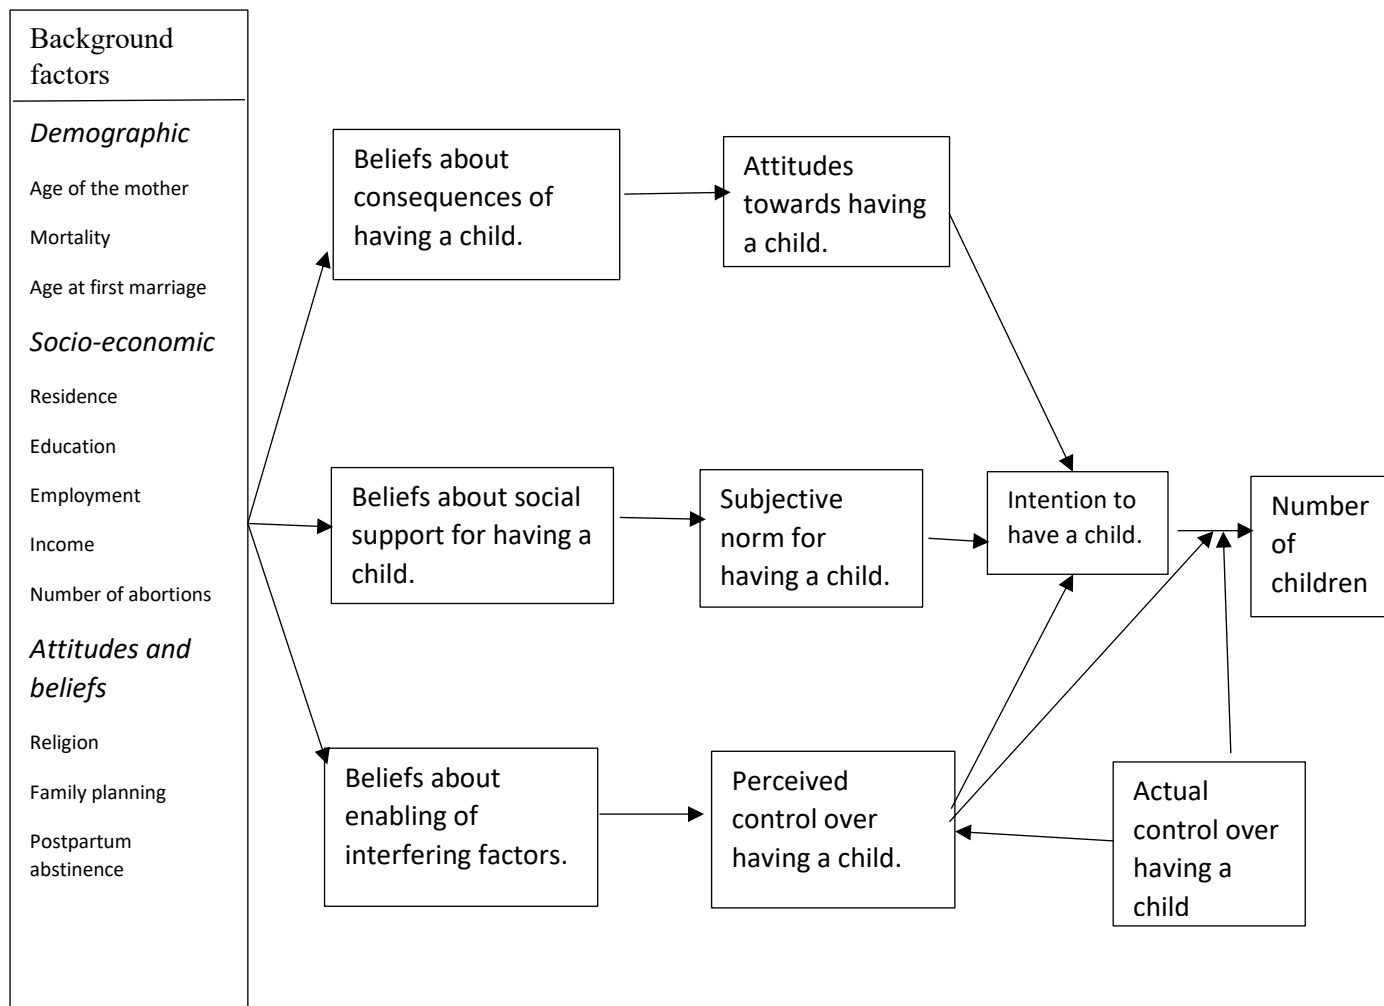 Background
factors
Demographic
Age of the mother
Mortality
Age at first marriage
Socio-economic
Residence
Education
Employment
Income
Number of abortions
Attitudes and
beliefs
Religion
Family planning
Postpartum
abstinence
Beliefs about
consequences of
having a child.
Attitudes
towards having
a child.
Beliefs about social
support for having a
child.
Subjective
norm for
having a child.
Intention to
have a child.
Number
of
children
Beliefs about
enabling of
interfering factors.
Perceived
control over
having a child.
Actual
control over
having a
child